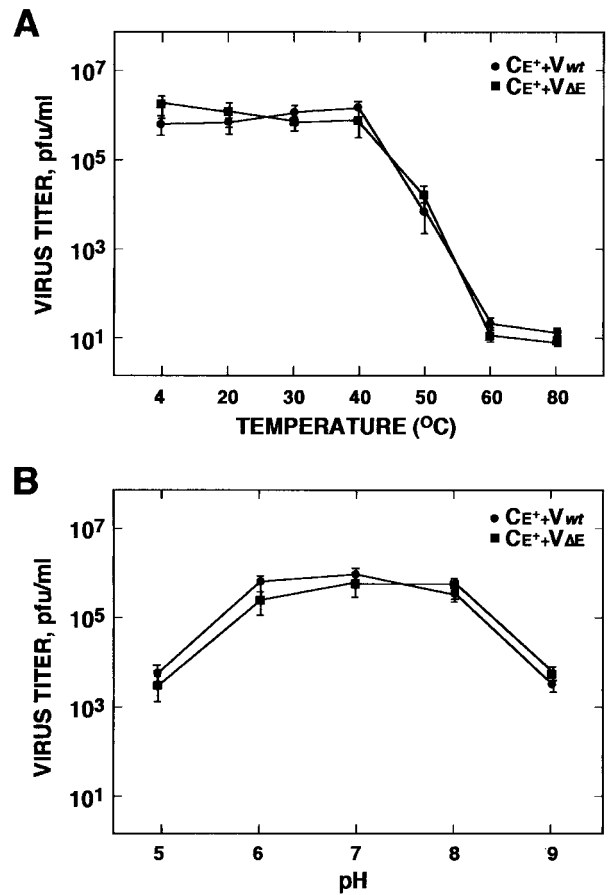 A
VIRUS TITER, pfu/ml
10⁷
10⁵
10³
10¹
CE⁺+Vwt
CE⁺+VΔE
4 20 30 40 50 60 80
TEMPERATURE (ºC)
B
VIRUS TITER, pfu/ml
10⁷
10⁵
10³
10¹
CE⁺+Vwt
CE⁺+VΔE
5 6 7 8 9
pH